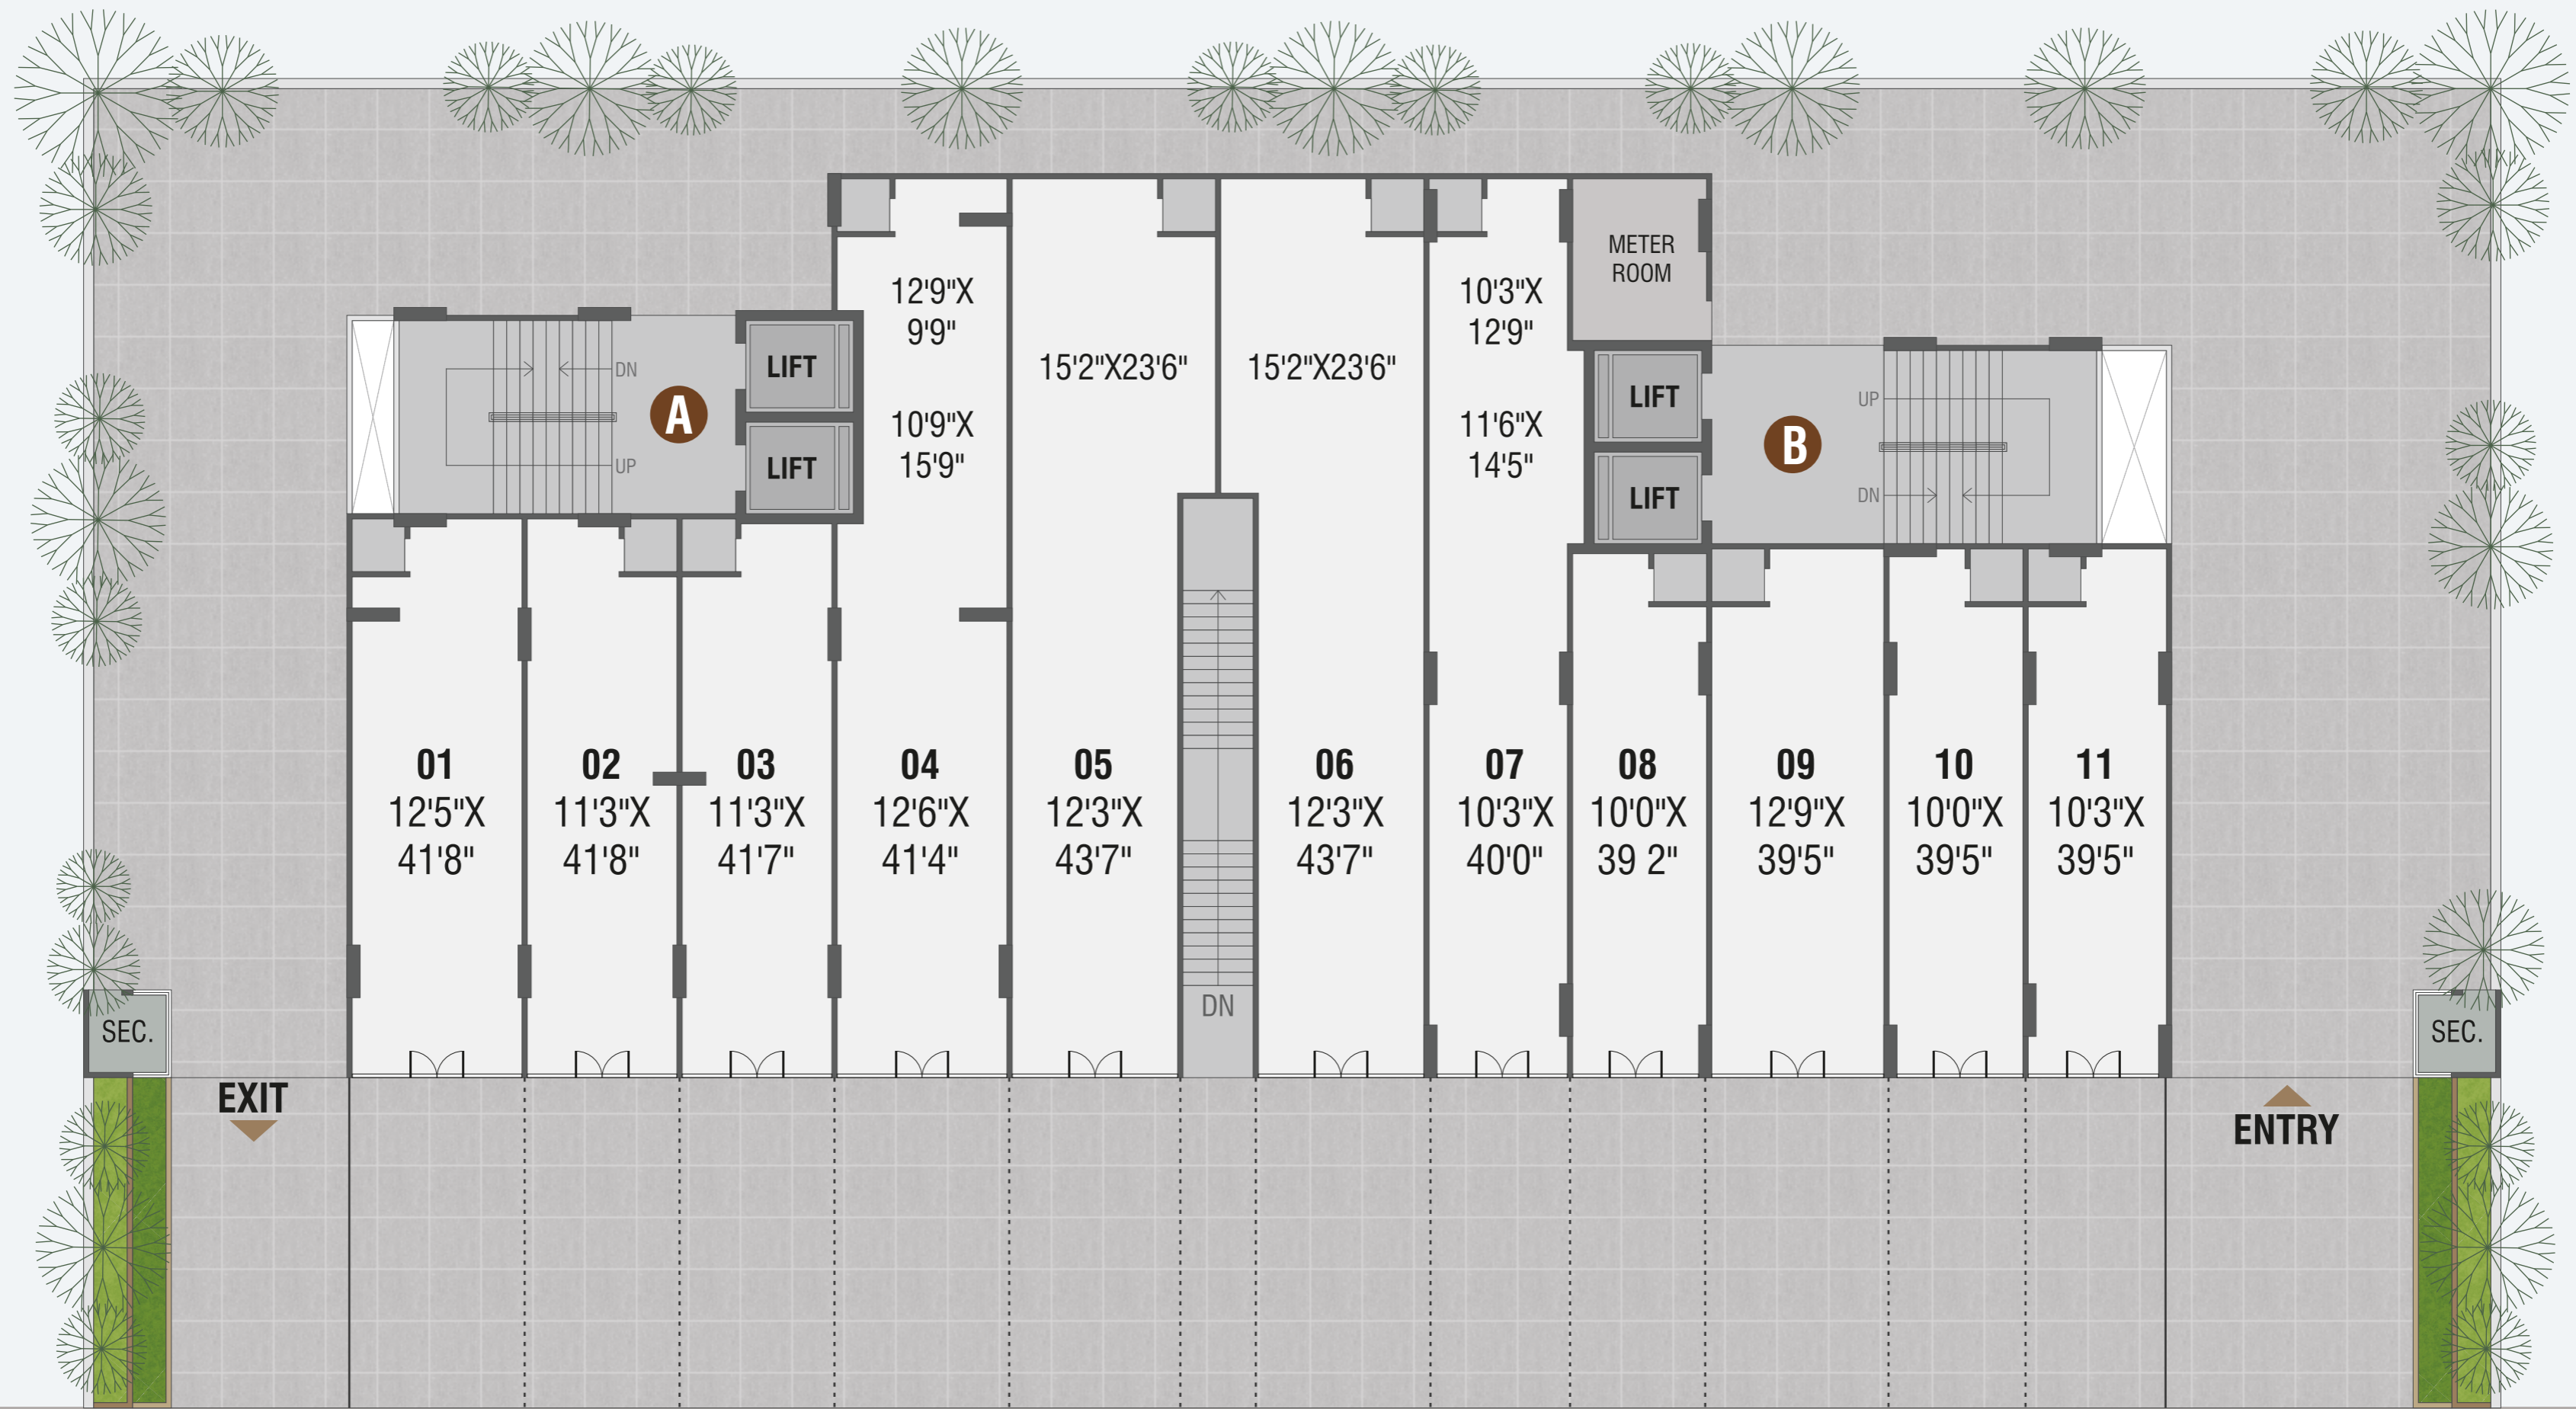 METER
ROOM
12'9"X
9'9"
10'3"X
12'9"
15'2"X23'6"
15'2"X23'6"
LIFT
DN
LIFT
UP
A
B
10'9"X
15'9"
11'6"X
14'5"
LIFT
UP
LIFT
DN
01
12'5"X
41'8"
02
11'3"X
41'8"
03
11'3"X
41'7"
04
12'6"X
41'4"
05
12'3"X
43'7"
06
12'3"X
43'7"
07
10'3"X
40'0"
08
10'0"X
39 2"
09
12'9"X
39'5"
10
10'0"X
39'5"
11
10'3"X
39'5"
DN
SEC.
SEC.
EXIT
ENTRY